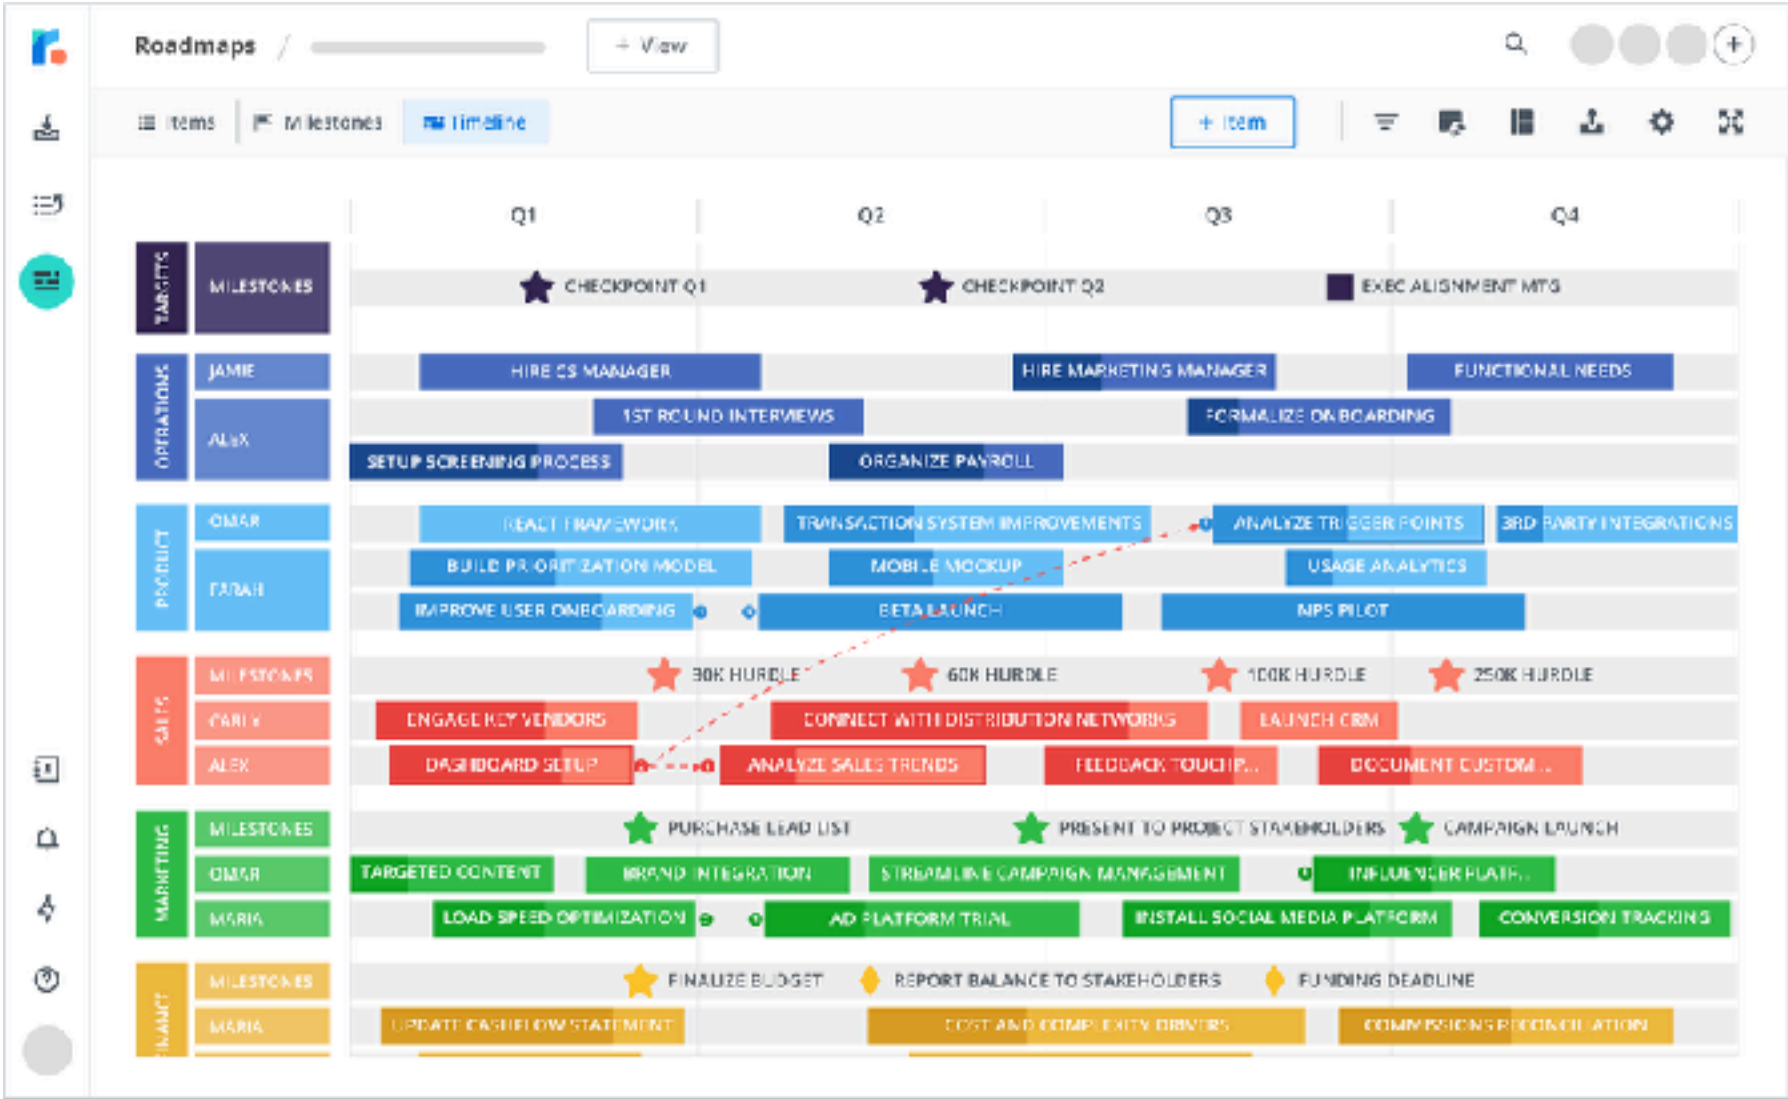 Roadmaps / + View
Items Milestones Timeline + Item
Q1 Q2 Q3 Q4
TARGETS
MILESTONES CHECKPOINT Q1 CHECKPOINT Q2 EXEC ALIGNMENT MTG
OPERATIONS
JAMIE HIRE CS MANAGER HIRE MARKETING MANAGER FUNCTIONAL NEEDS
ALEX 1ST ROUND INTERVIEWS FORMALIZE ONBOARDING
SETUP SCREENING PROCESS ORGANIZE PAYROLL
PRODUCT
OMAR REACT FRAMEWORK TRANSACTION SYSTEM IMPROVEMENTS ANALYZE TRIGGER POINTS 3RD PARTY INTEGRATIONS
FARAH BUILD PRIORITIZATION MODEL MOBILE MOCKUP USAGE ANALYTICS
IMPROVE USER ONBOARDING BETA LAUNCH NPS PILOT
SALES
MILESTONES 30K HURDLE 60K HURDLE 100K HURDLE 250K HURDLE
CARLY ENGAGE KEY VENDORS CONNECT WITH DISTRIBUTION NETWORKS LAUNCH CRM
ALEX DASHBOARD SETUP ANALYZE SALES TRENDS FEEDBACK TOUCHP... DOCUMENT CUSTOM...
MARKETING
MILESTONES PURCHASE LEAD LIST PRESENT TO PROJECT STAKEHOLDERS CAMPAIGN LAUNCH
OMAR TARGETED CONTENT BRAND INTEGRATION STREAMLINE CAMPAIGN MANAGEMENT INFLUENCER PLATF...
MARIA LOAD SPEED OPTIMIZATION AD PLATFORM TRIAL INSTALL SOCIAL MEDIA PLATFORM CONVERSION TRACKING
FINANCE
MILESTONES FINALIZE BUDGET REPORT BALANCE TO STAKEHOLDERS FUNDING DEADLINE
MARIA UPDATE CASHFLOW STATEMENT COST AND COMPLEXITY DRIVERS COMMISSIONS RECONCILIATION